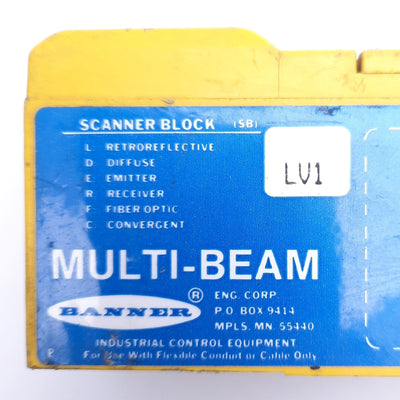 SCANNER BLOCK (SB)
L RETROREFLECTIVE
D DIFFUSE
E EMITTER
R RECEIVER
F FIBER OPTIC
C CONVERGENT
LV1
MULTI-BEAM
BANNER ®
ENG. CORP.
P.O BOX 9414
MPLS. MN. 55440
INDUSTRIAL CONTROL EQUIPMENT
P For Use With Flexible Conduit or Cable Only